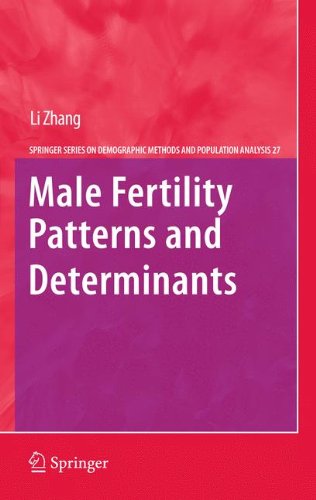 Li Zhang
SPRINGER SERIES ON DEMOGRAPHIC METHODS AND POPULATION ANALYSIS 27
Male Fertility
Patterns and
Determinants
Springer